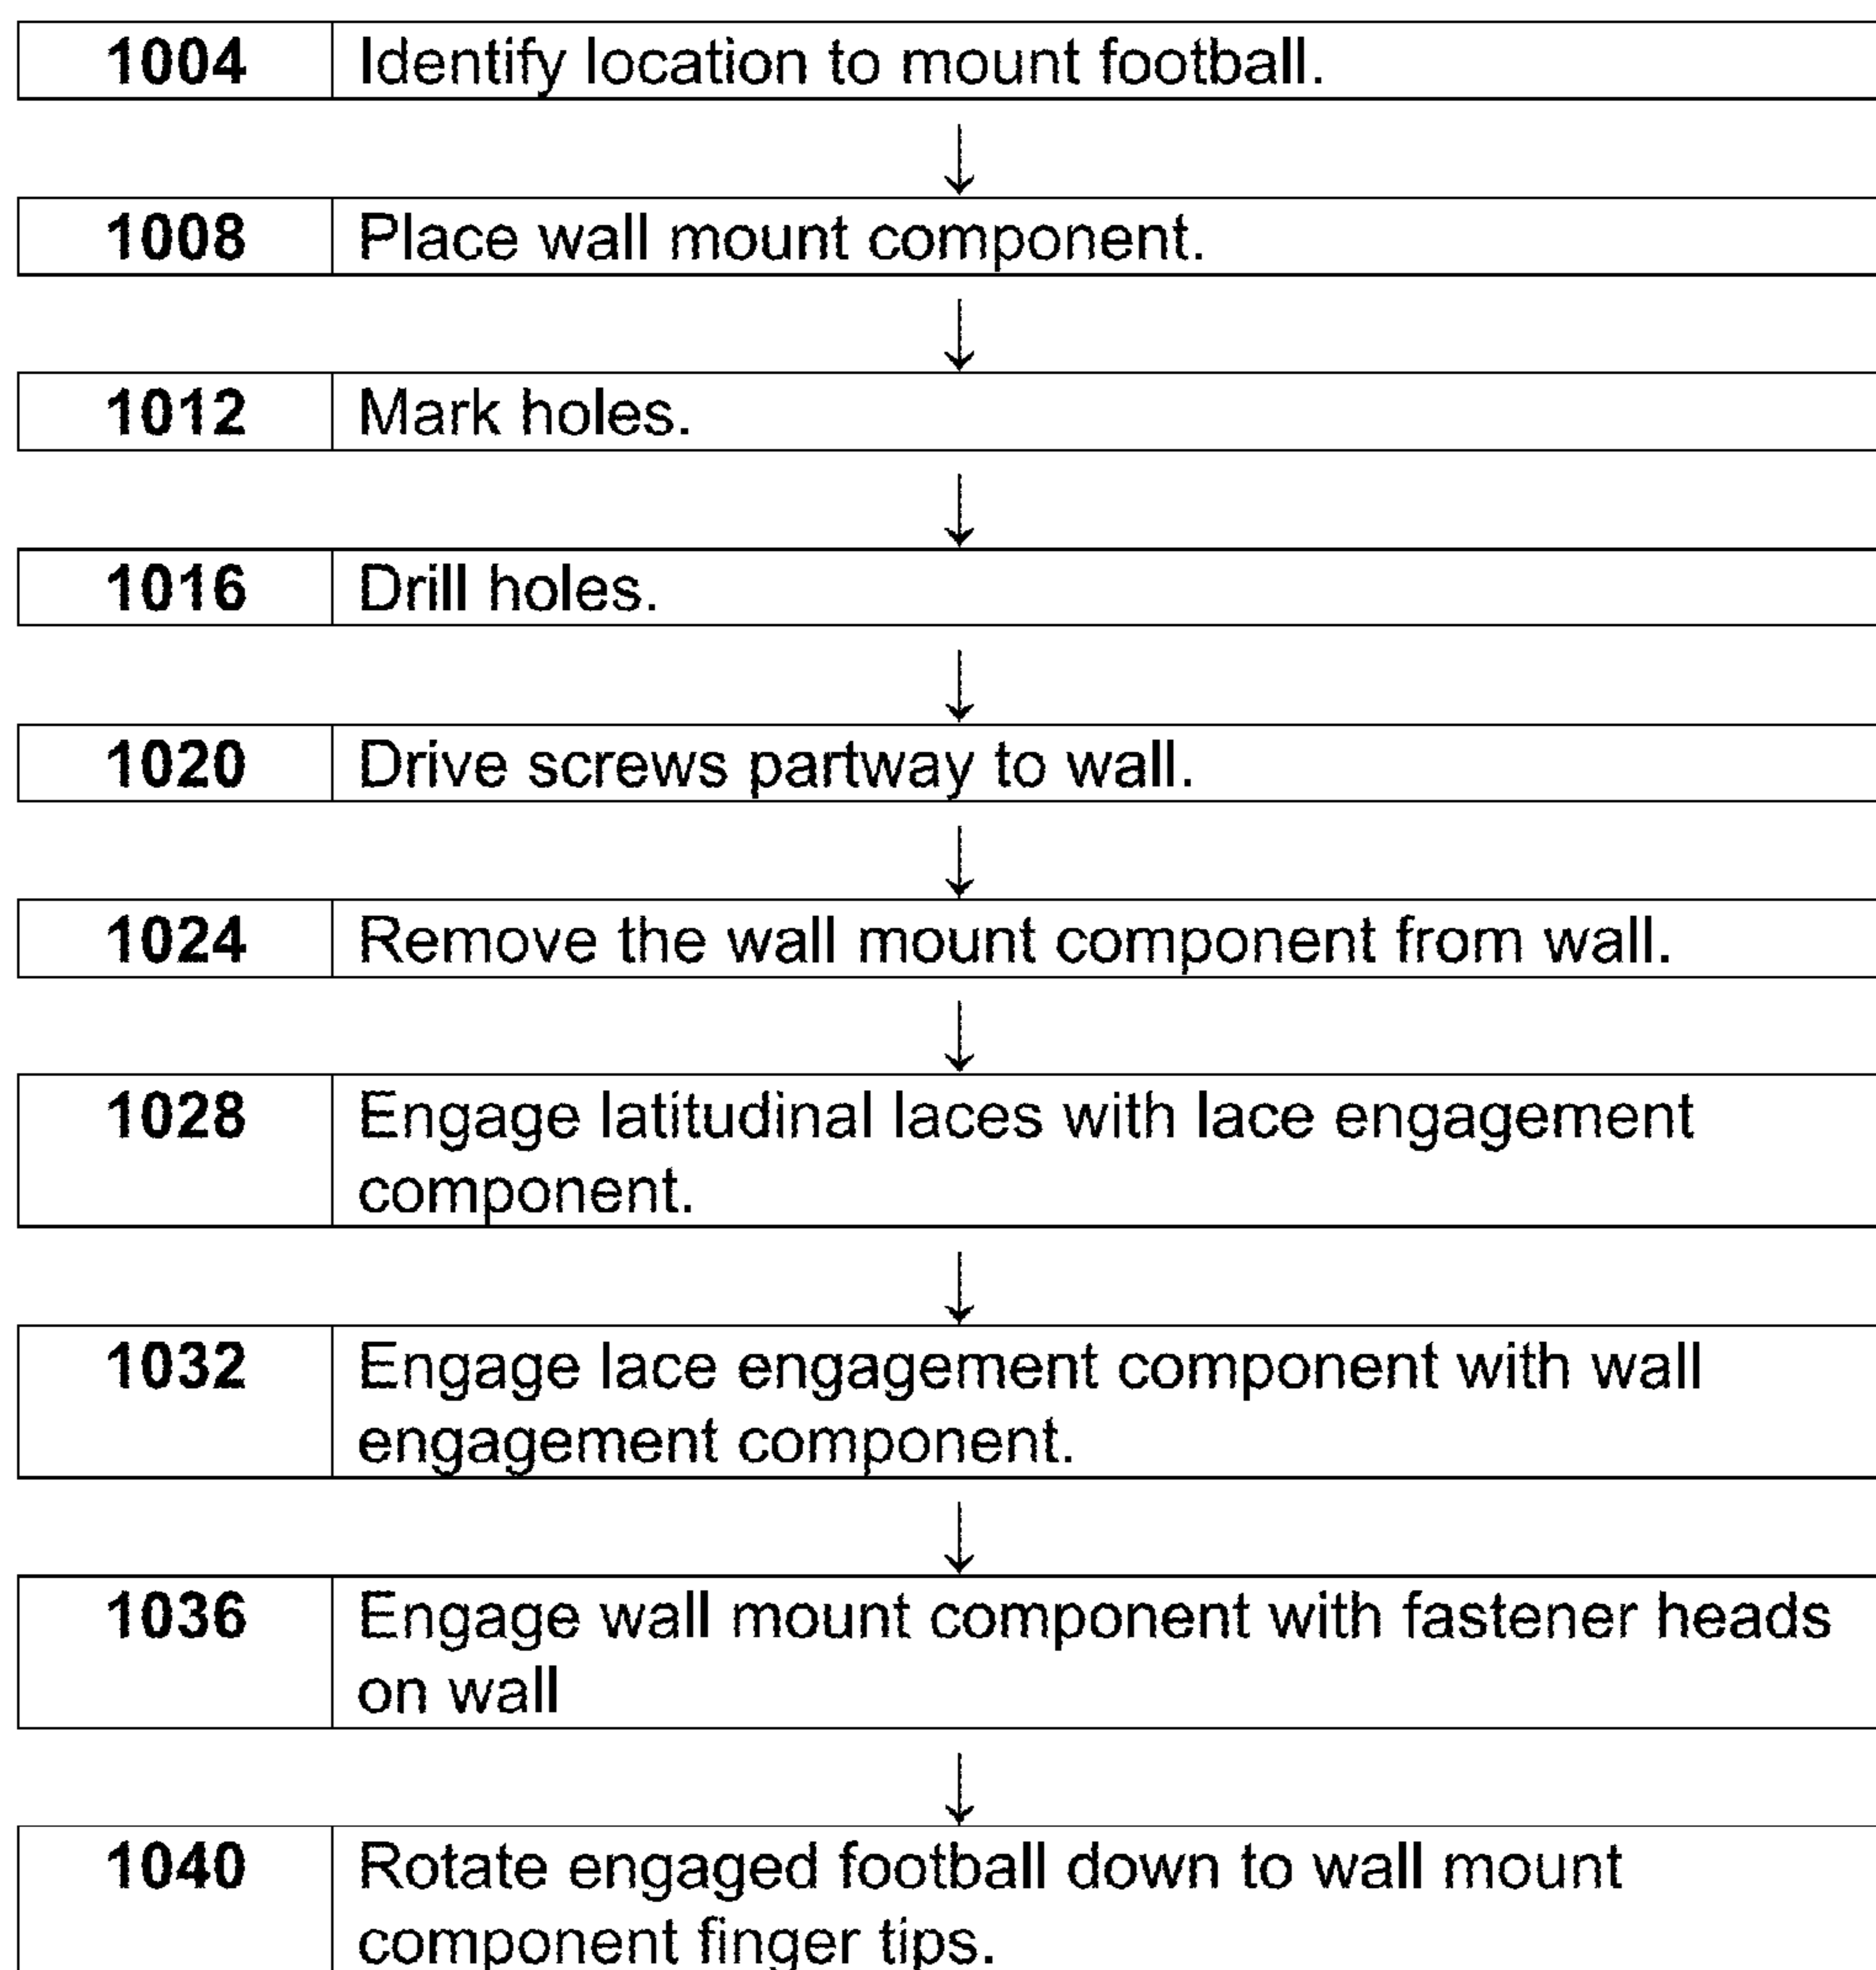 1004 Identify location to mount football.
1008 Place wall mount component.
1012 Mark holes.
1016 Drill holes.
1020 Drive screws partway to wall.
1024 Remove the wall mount component from wall.
1028 Engage latitudinal laces with lace engagement
component.
1032 Engage lace engagement component with wall
engagement component.
1036 Engage wall mount component with fastener heads
on wall
1040 Rotate engaged football down to wall mount
component finger tips.